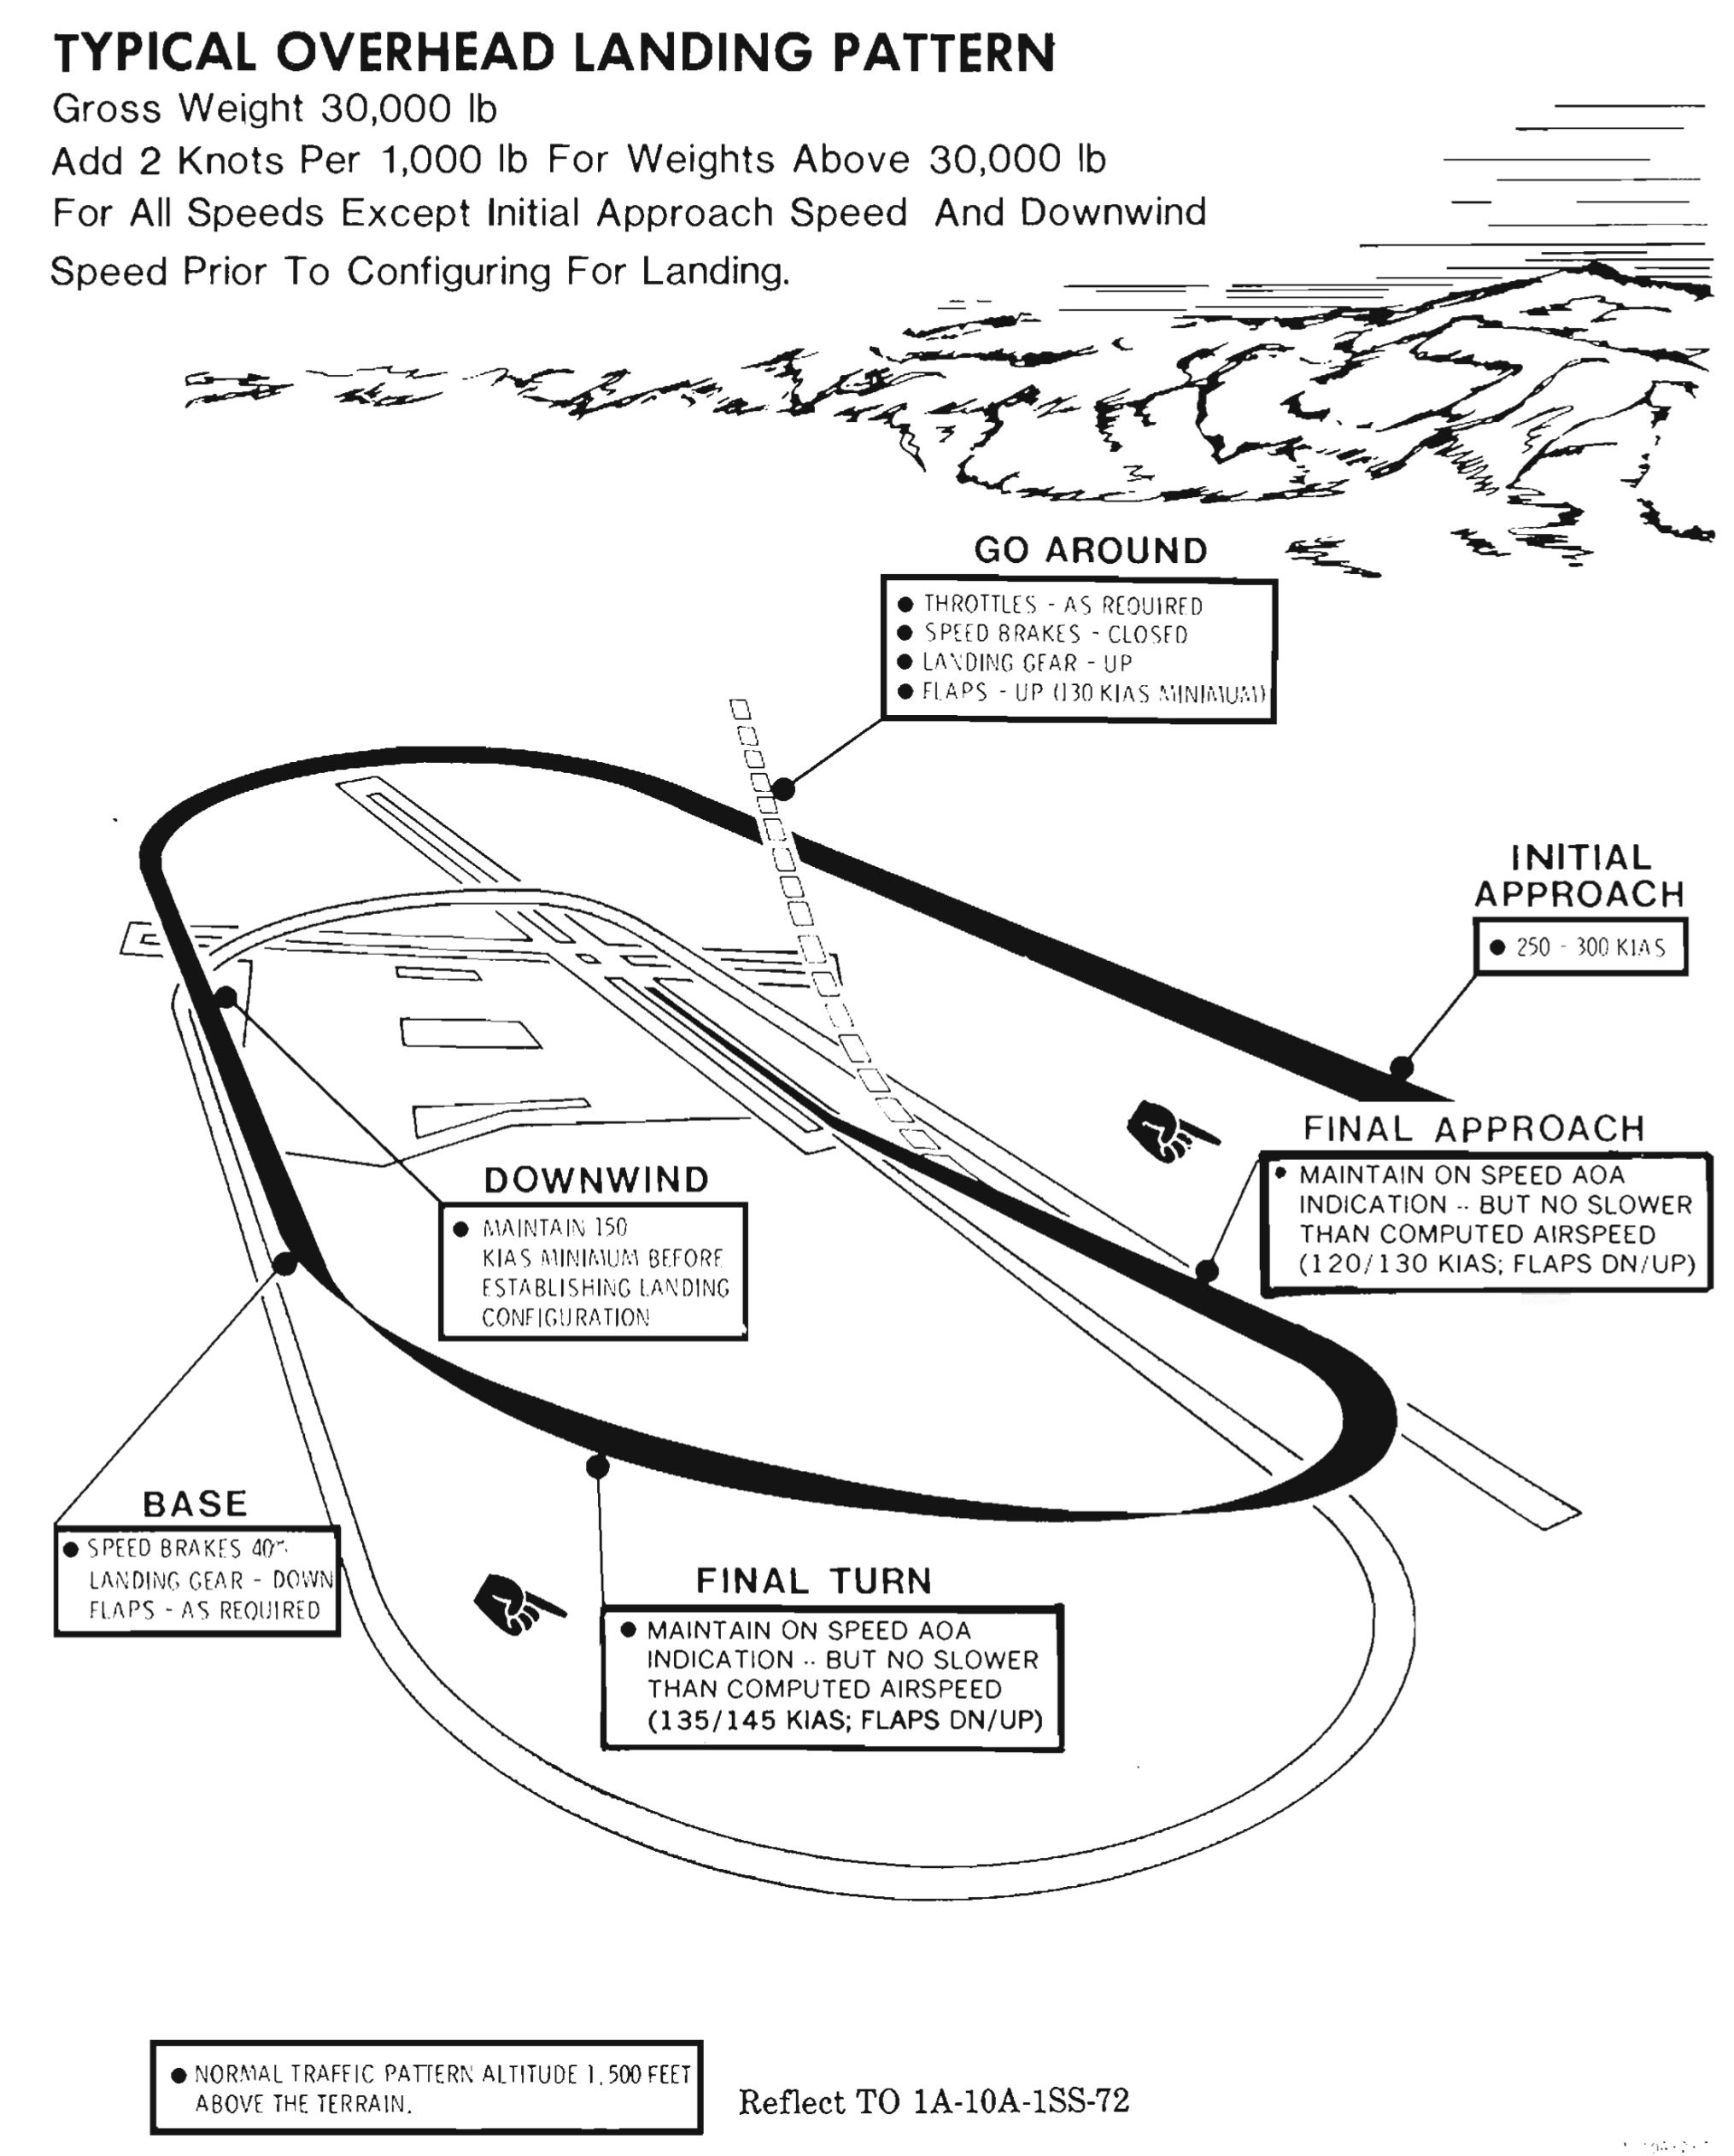 TYPICAL OVERHEAD LANDING PATTERN
Gross Weight 30,000 lb
Add 2 Knots Per 1,000 lb For Weights Above 30,000 lb
For All Speeds Except Initial Approach Speed And Downwind
Speed Prior To Configuring For Landing.
GO AROUND
● THROTTLES - AS REQUIRED
● SPEED BRAKES - CLOSED
● LANDING GEAR - UP
● FLAPS - UP (130 KIAS MINIMUM)
INITIAL
APPROACH
● 250 - 300 KIAS
FINAL APPROACH
● MAINTAIN ON SPEED AOA
INDICATION -- BUT NO SLOWER
THAN COMPUTED AIRSPEED
(120/130 KIAS; FLAPS DN/UP)
DOWNWIND
● MAINTAIN 150
KIAS MINIMUM BEFORE
ESTABLISHING LANDING
CONFIGURATION
BASE
● SPEED BRAKES 40%
LANDING GEAR - DOWN
FLAPS - AS REQUIRED
FINAL TURN
● MAINTAIN ON SPEED AOA
INDICATION -- BUT NO SLOWER
THAN COMPUTED AIRSPEED
(135/145 KIAS; FLAPS DN/UP)
● NORMAL TRAFFIC PATTERN ALTITUDE 1,500 FEET
ABOVE THE TERRAIN.
Reflect TO 1A-10A-1SS-72